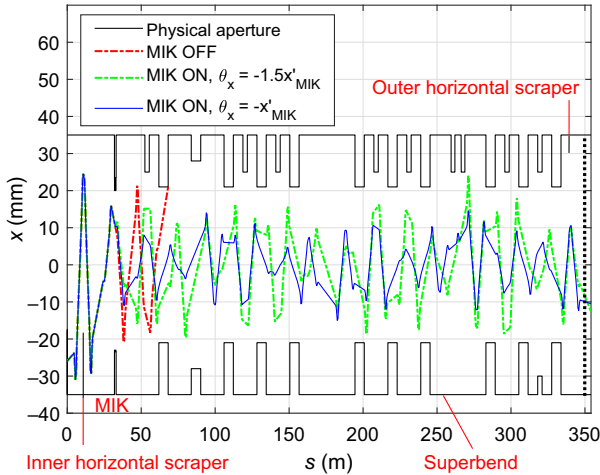 Physical aperture
MIK OFF
MIK ON, θx = -1.5x'MIK
MIK ON, θx = -x'MIK
Outer horizontal scraper
x (mm)
60
40
30
20
10
0
−10
−20
−30
−40
MIK
0
50
100
150
200
250
300
350
Inner horizontal scraper
s (m)
Superbend